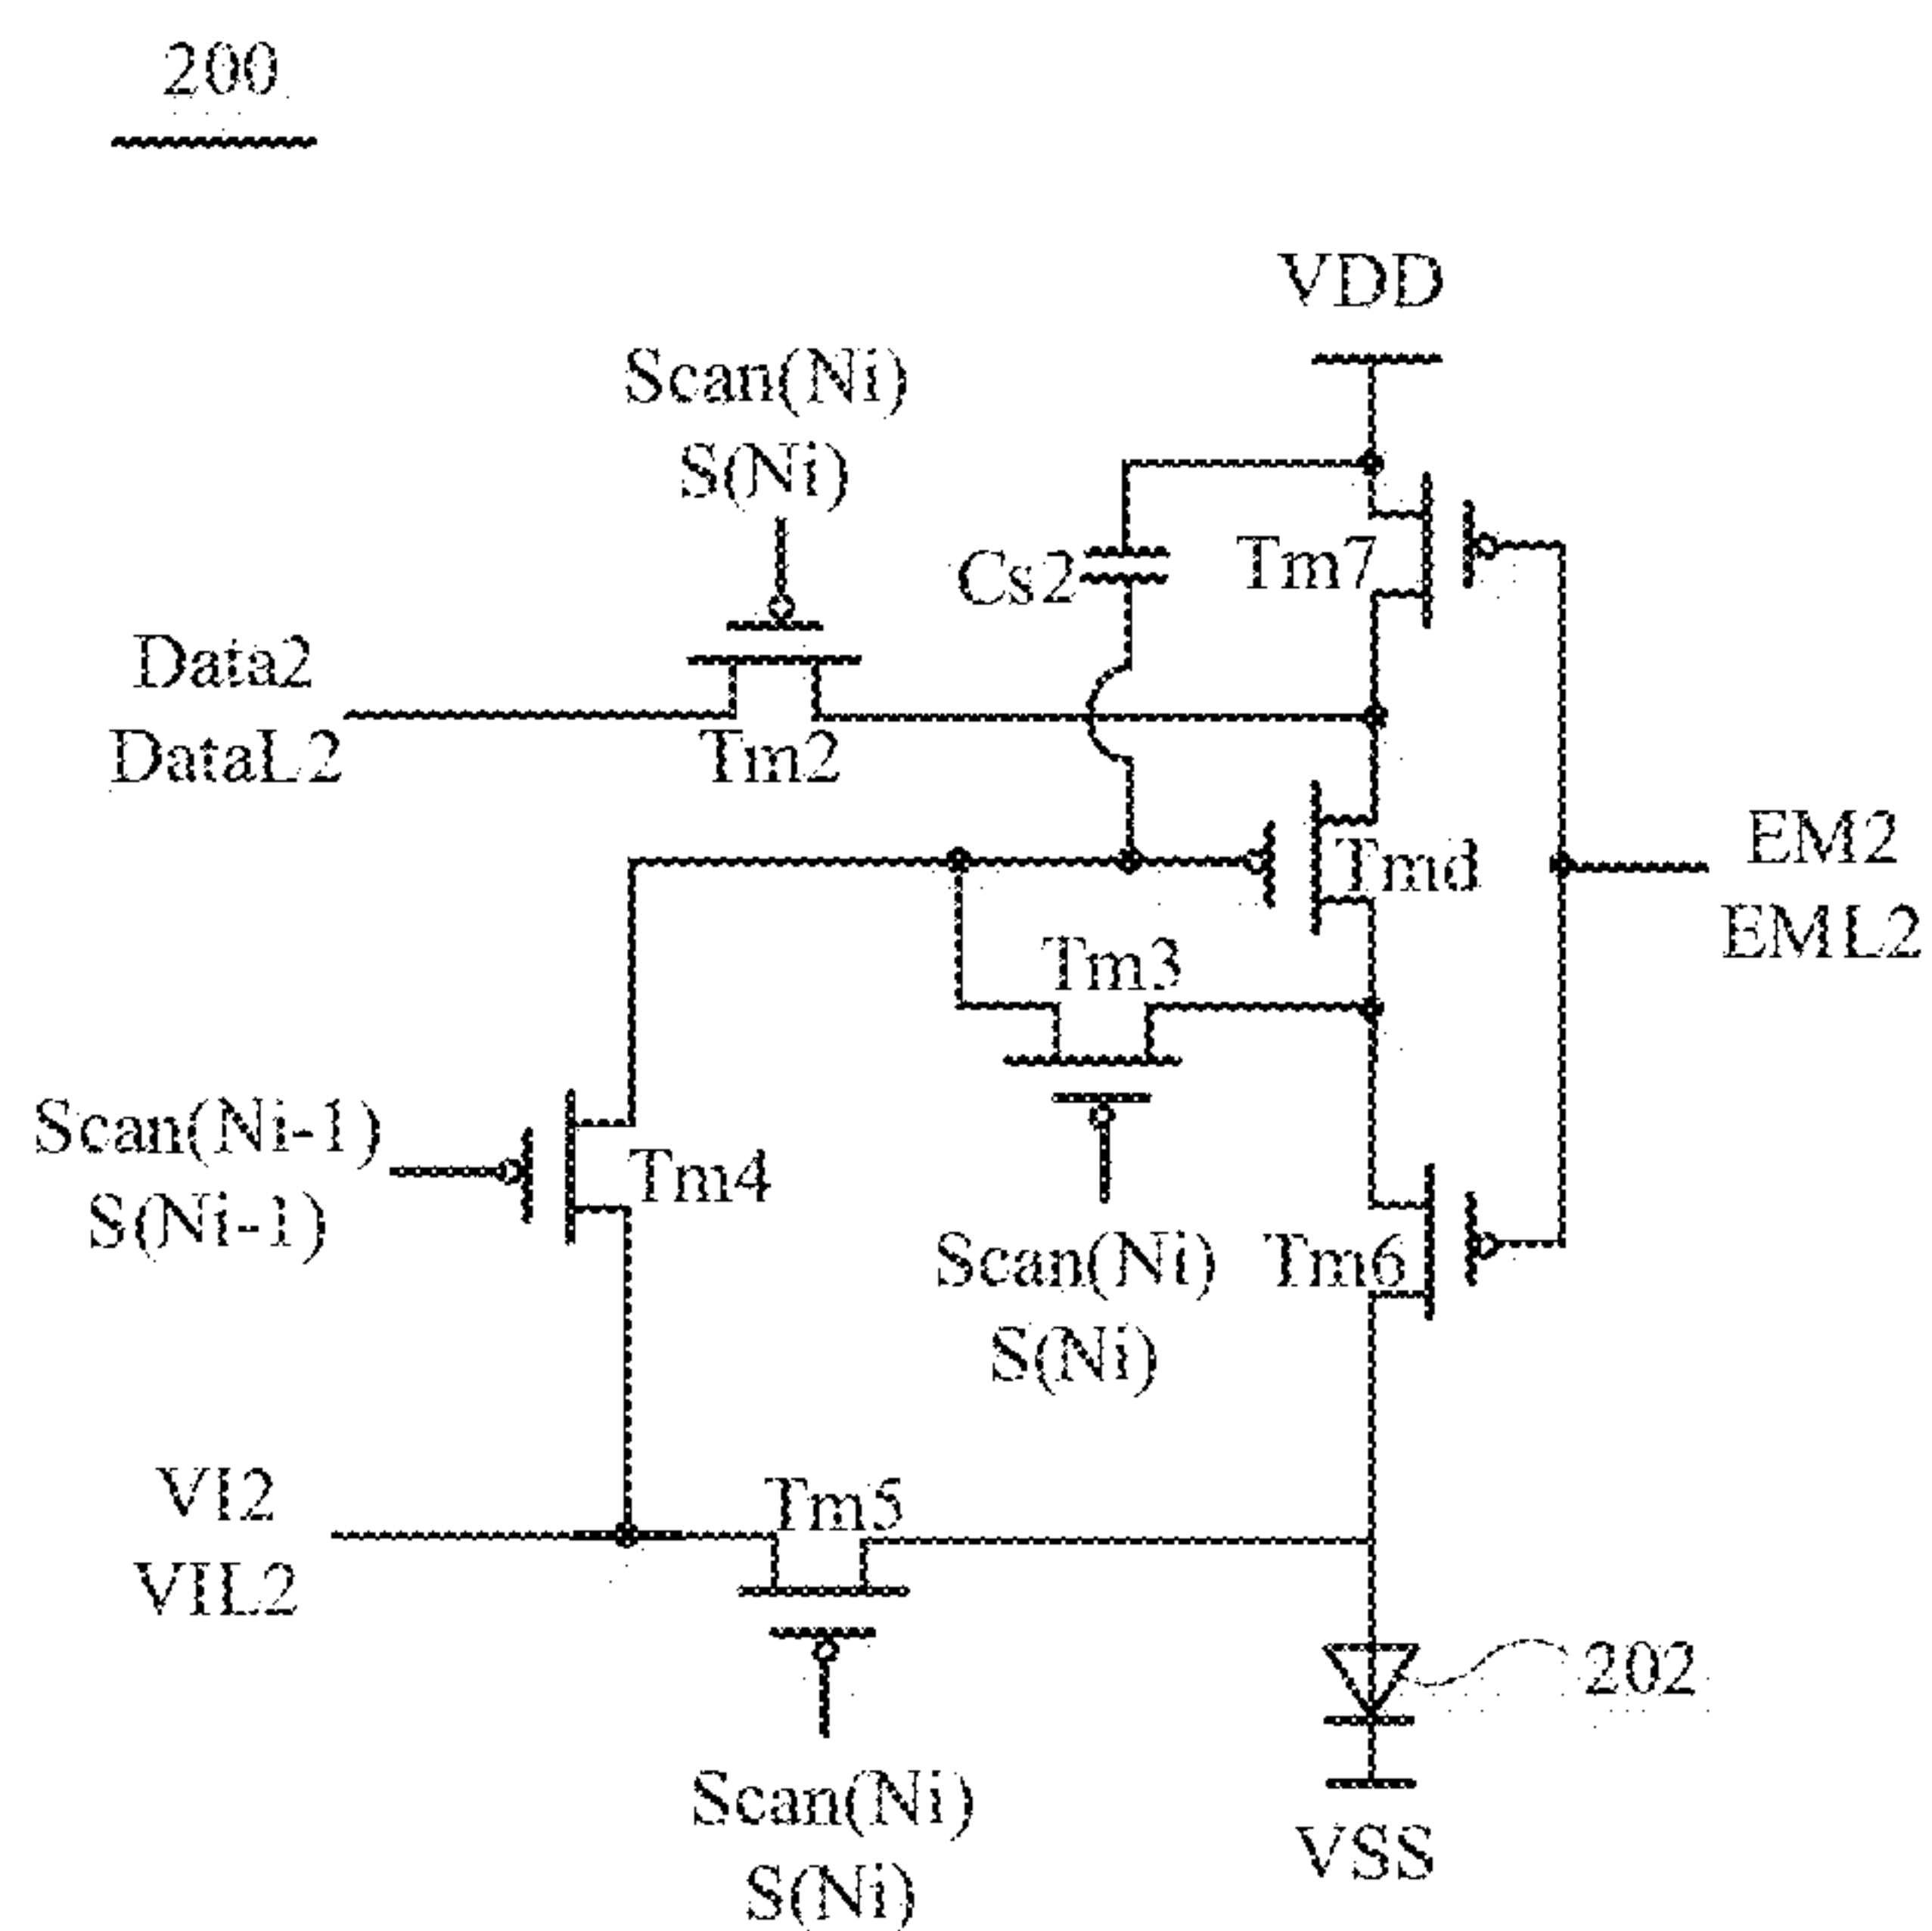 200
VDD
Scan(Ni)
S(Ni)
Cs2
Tm7
Data2
DataL2
Tm2
Tmd
EM2
EML2
Tm3
Scan(Ni-1)
S(Ni-1)
Tm4
Scan(Ni)
S(Ni)
Tm6
VI2
VIL2
Tm5
202
Scan(Ni)
S(Ni)
VSS